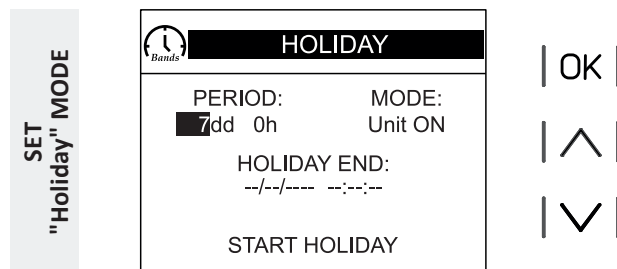 SET
"Holiday" MODE
Bands
HOLIDAY
PERIOD: MODE:
7dd 0h Unit ON
HOLIDAY END:
--/--/---- --:--:--
START HOLIDAY
OK